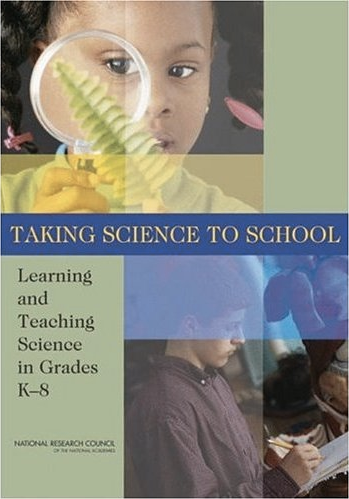 TAKING SCIENCE TO SCHOOL
Learning
and
Teaching
Science
in Grades
K–8
NATIONAL RESEARCH COUNCIL
OF THE NATIONAL ACADEMIES